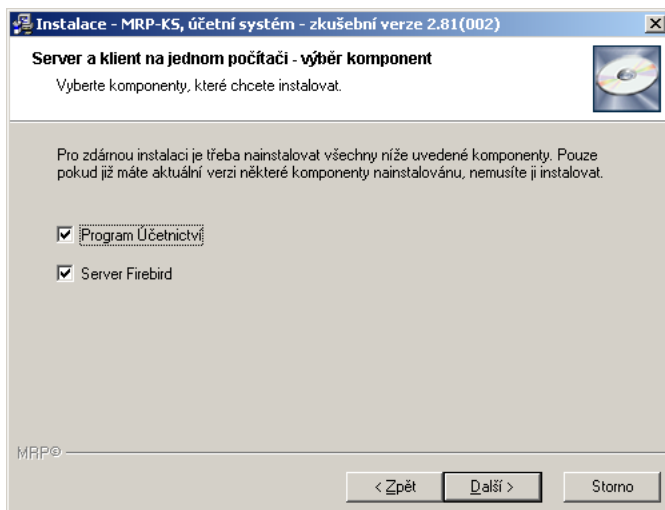 Instalace - MRP-KS, účetní systém - zkušební verze 2.81(002)
Server a klient na jednom počítači - výběr komponent
Vyberte komponenty, které chcete instalovat.
Pro zdárnou instalaci je třeba nainstalovat všechny níže uvedené komponenty. Pouze
pokud již máte aktuální verzi některé komponenty nainstalovánu, nemusíte ji instalovat.
Program Účetnictví
Server Firebird
MRP©
< Zpět
Další >
Storno